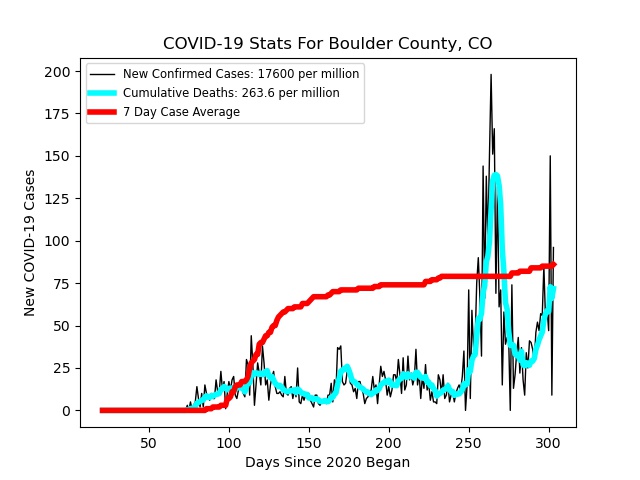 COVID-19 Stats For Boulder County, CO
New Confirmed Cases: 17600 per million
Cumulative Deaths: 263.6 per million
7 Day Case Average
200
175
150
125
100
75
50
25
0
New COVID-19 Cases
50 100 150 200 250 300
Days Since 2020 Began